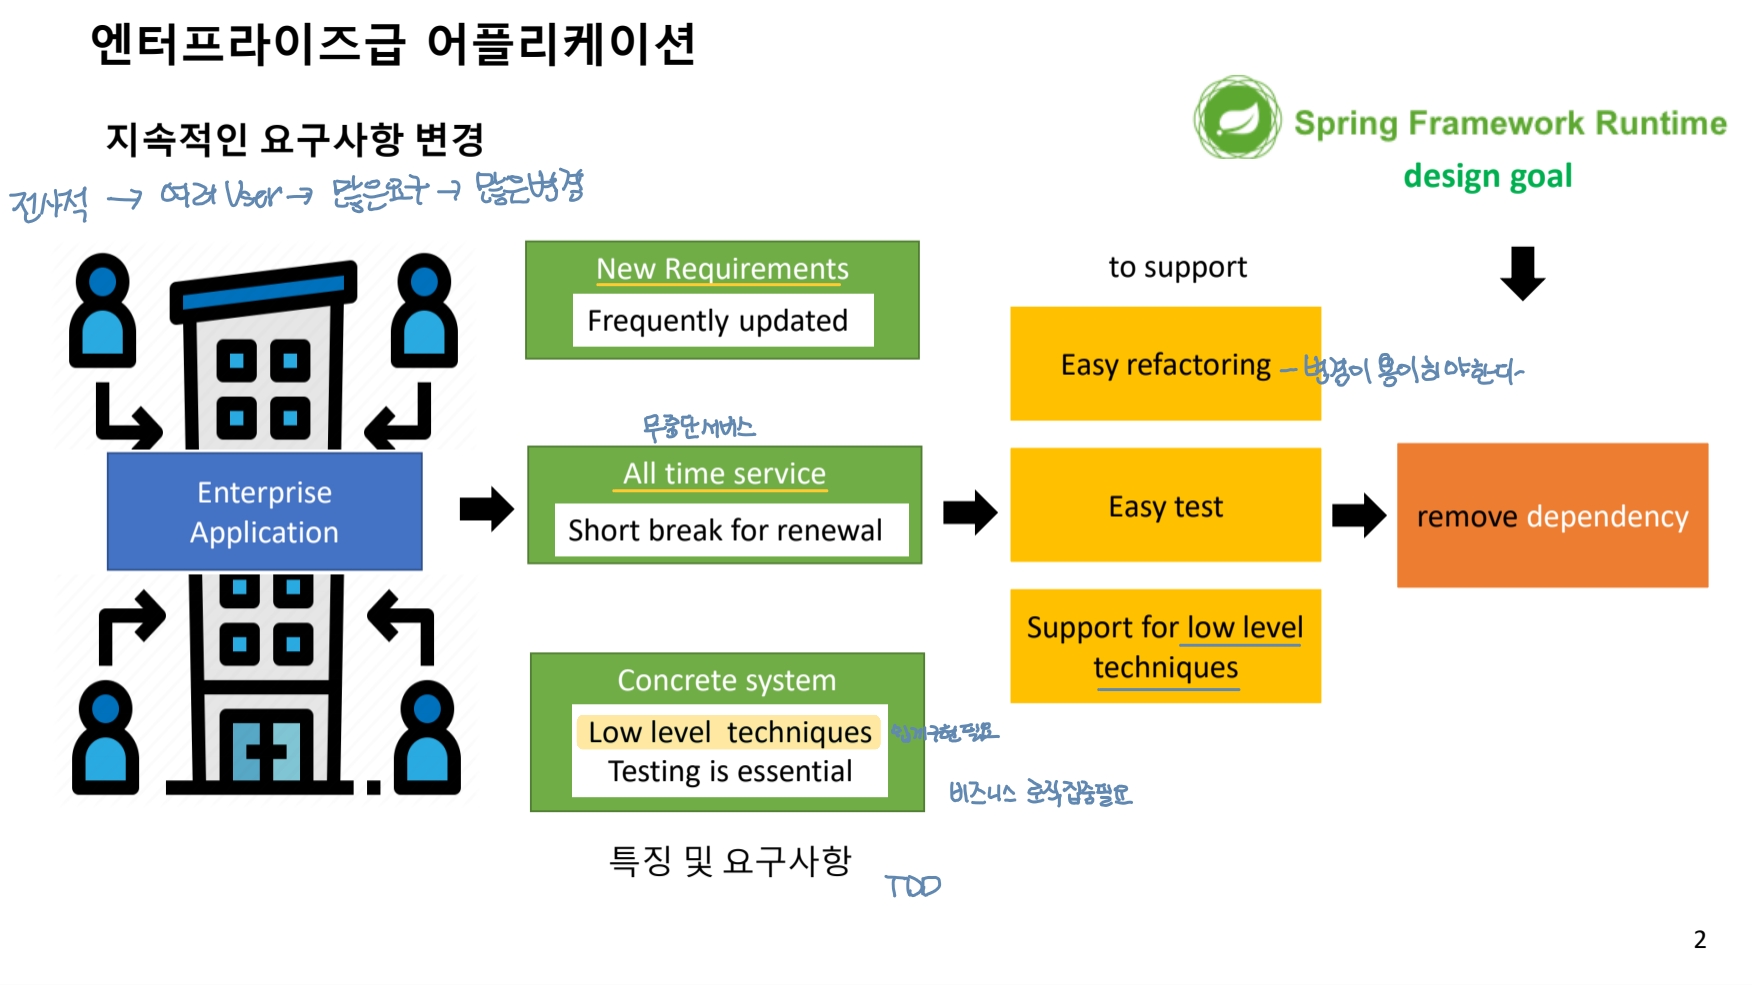 엔터프라이즈급 어플리케이션
지속적인 요구사항 변경
전사적 → 여러 User → 많은요구 → 많은변경
Spring Framework Runtime
design goal
Enterprise
Application
New Requirements
Frequently updated
무중단서비스
All time service
Short break for renewal
Concrete system
Low level techniques
구현필요
Testing is essential
비즈니스 로직집중필요
특징 및 요구사항
TDD
to support
Easy refactoring - 변경이 용이해야한다-
Easy test
Support for low level
techniques
remove dependency
2